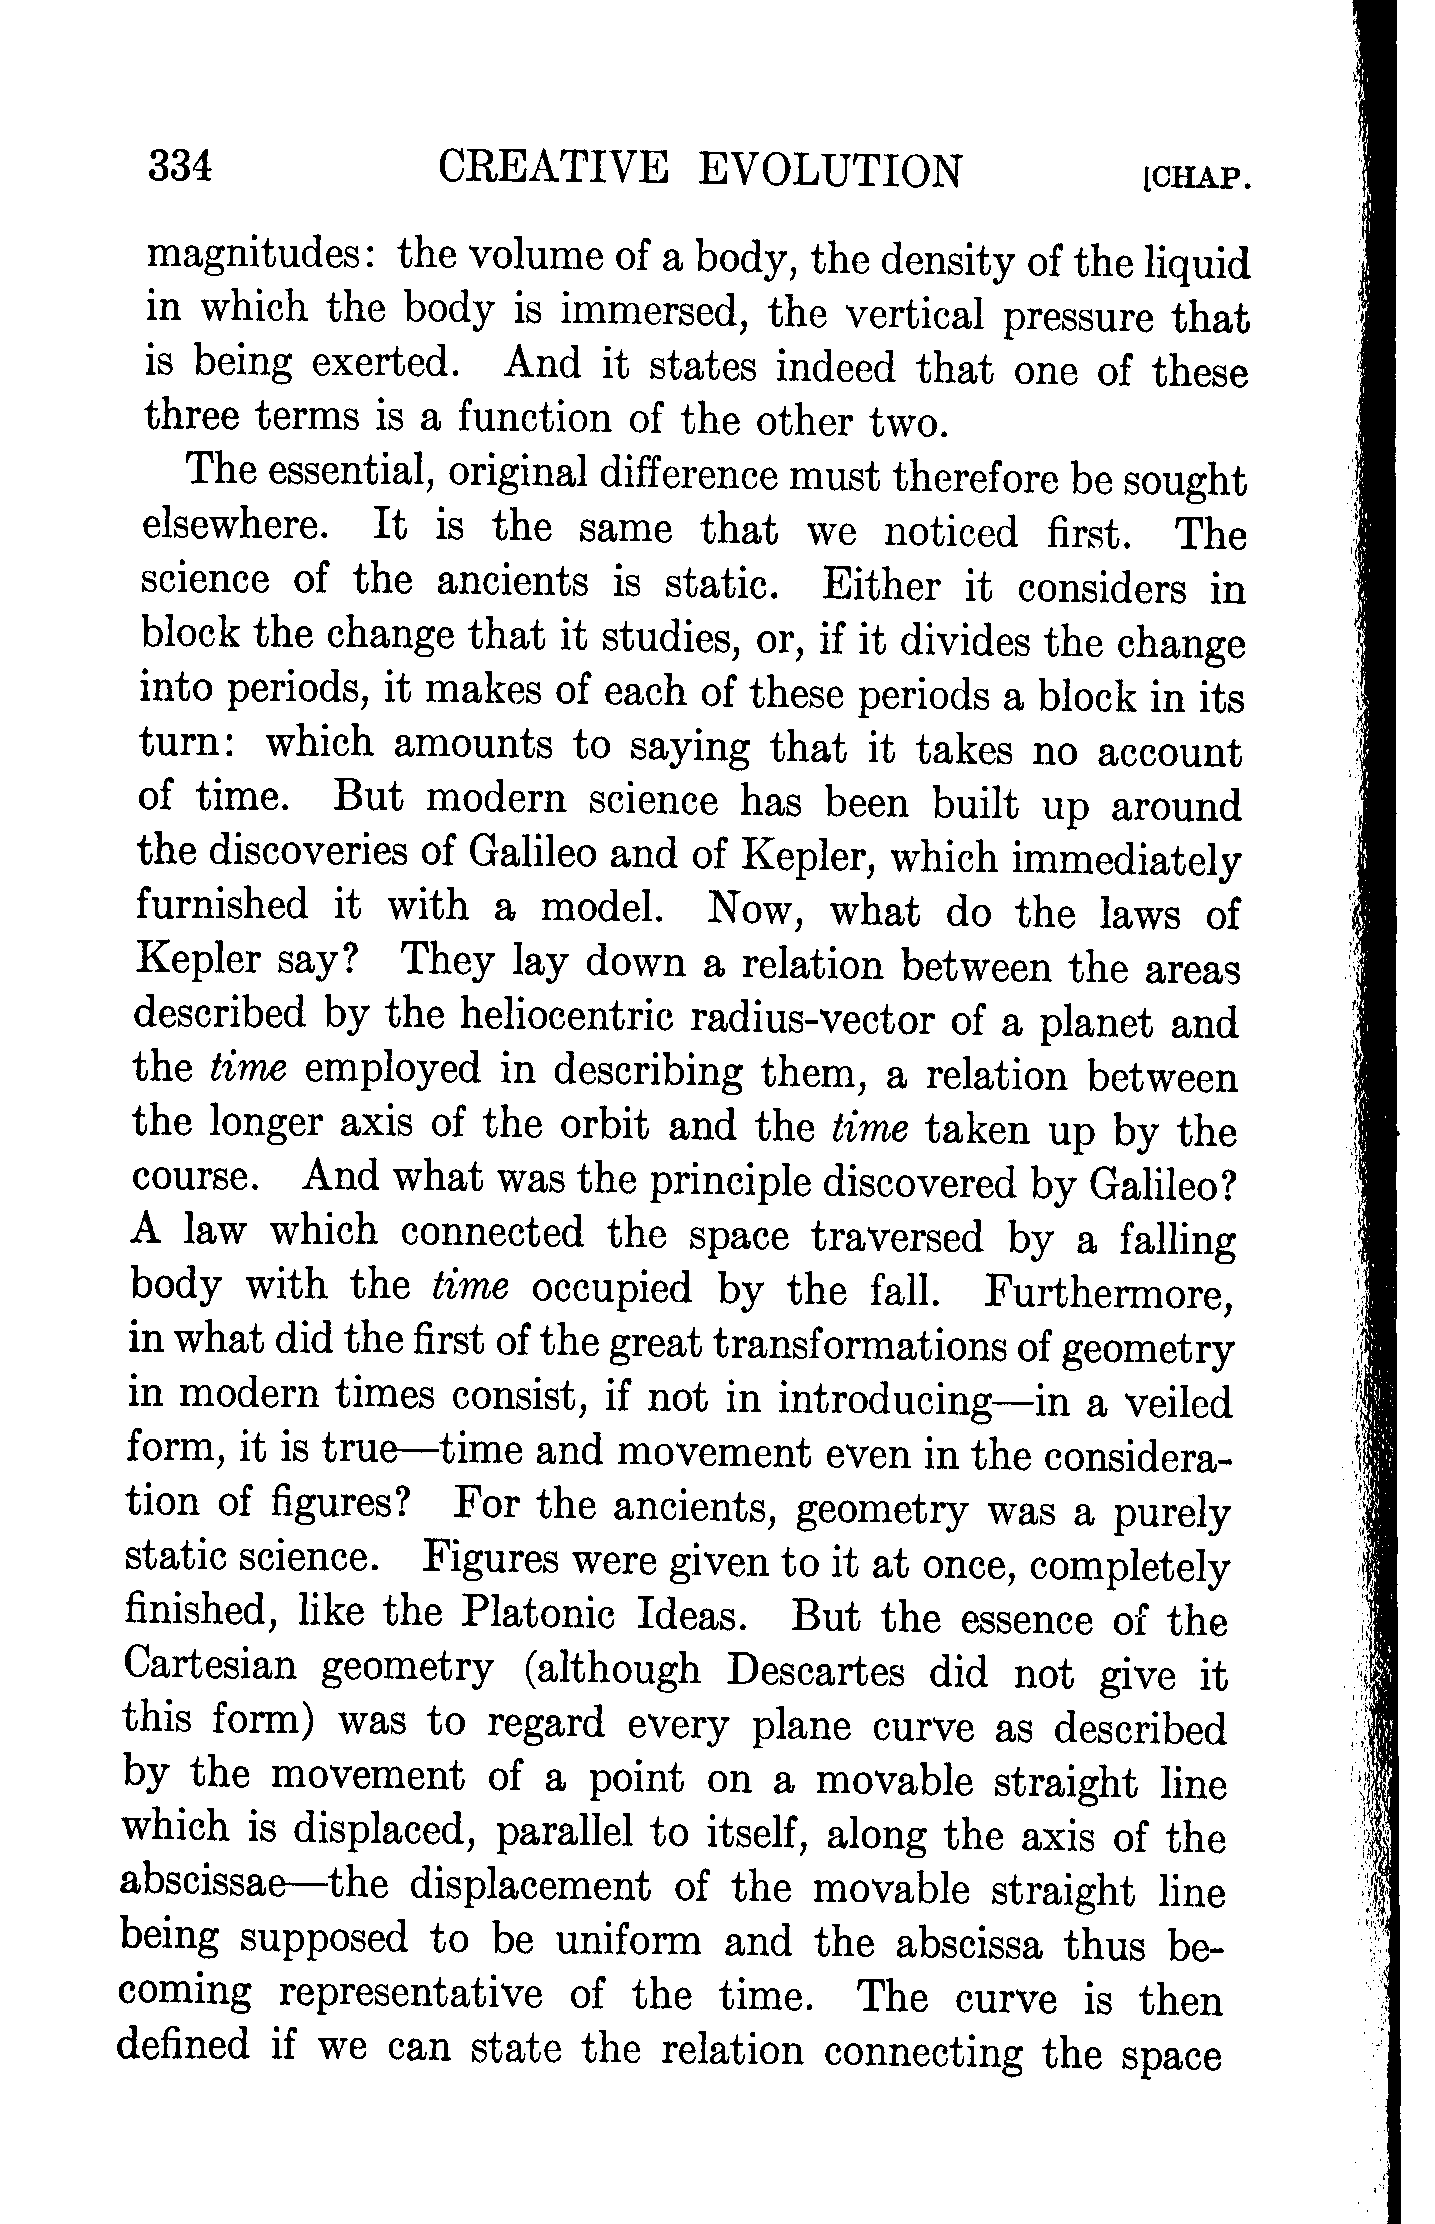 334 CREATIVE EVOLUTION [CHAP.
magnitudes: the volume of a body, the density of the liquid
in which the body is immersed, the vertical pressure that
is being exerted. And it states indeed that one of these
three terms is a function of the other two.
The essential, original difference must therefore be sought
elsewhere. It is the same that we noticed first. The
science of the ancients is static. Either it considers in
block the change that it studies, or, if it divides the change
into periods, it makes of each of these periods a block in its
turn: which amounts to saying that it takes no account
of time. But modern science has been built up around
the discoveries of Galileo and of Kepler, which immediately
furnished it with a model. Now, what do the laws of
Kepler say? They lay down a relation between the areas
described by the heliocentric radius-vector of a planet and
the time employed in describing them, a relation between
the longer axis of the orbit and the time taken up by the
course. And what was the principle discovered by Galileo?
A law which connected the space traversed by a falling
body with the time occupied by the fall. Furthermore,
in what did the first of the great transformations of geometry
in modern times consist, if not in introducing—in a veiled
form, it is true—time and movement even in the considera-
tion of figures? For the ancients, geometry was a purely
static science. Figures were given to it at once, completely
finished, like the Platonic Ideas. But the essence of the
Cartesian geometry (although Descartes did not give it
this form) was to regard every plane curve as described
by the movement of a point on a movable straight line
which is displaced, parallel to itself, along the axis of the
abscissae—the displacement of the movable straight line
being supposed to be uniform and the abscissa thus be-
coming representative of the time. The curve is then
defined if we can state the relation connecting the space